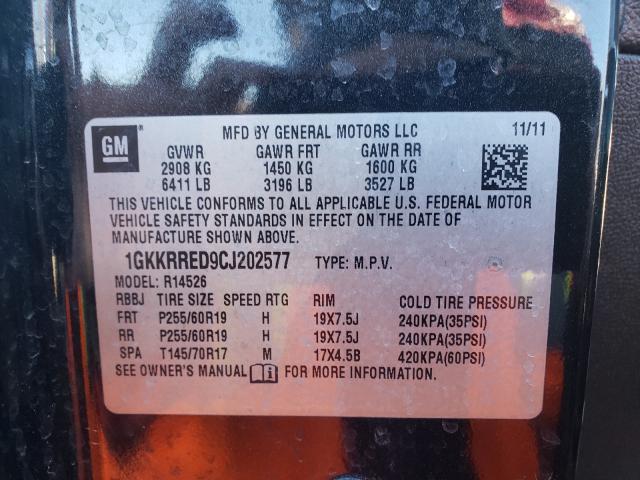 GM ®
MFD BY GENERAL MOTORS LLC 11/11
GVWR GAWR FRT GAWR RR
2908 KG 1450 KG 1600 KG
6411 LB 3196 LB 3527 LB
THIS VEHICLE CONFORMS TO ALL APPLICABLE U.S. FEDERAL MOTOR
VEHICLE SAFETY STANDARDS IN EFFECT ON THE DATE OF
MANUFACTURE SHOWN ABOVE.
1GKKRRED9CJ202577 TYPE: M.P.V.
MODEL: R14526
RBBJ TIRE SIZE SPEED RTG RIM COLD TIRE PRESSURE
FRT P255/60R19 H 19X7.5J 240KPA(35PSI)
RR P255/60R19 H 19X7.5J 240KPA(35PSI)
SPA T145/70R17 M 17X4.5B 420KPA(60PSI)
SEE OWNER'S MANUAL FOR MORE INFORMATION.